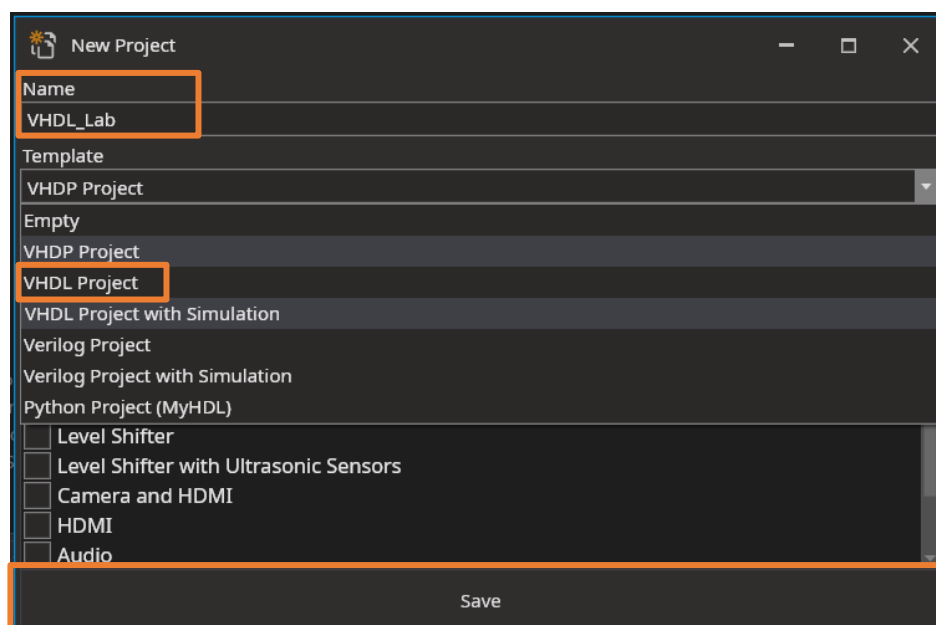 New Project
Name
VHDL_Lab
Template
VHDP Project
Empty
VHDP Project
VHDL Project
VHDL Project with Simulation
Verilog Project
Verilog Project with Simulation
Python Project (MyHDL)
Level Shifter
Level Shifter with Ultrasonic Sensors
Camera and HDMI
HDMI
Audio
Save